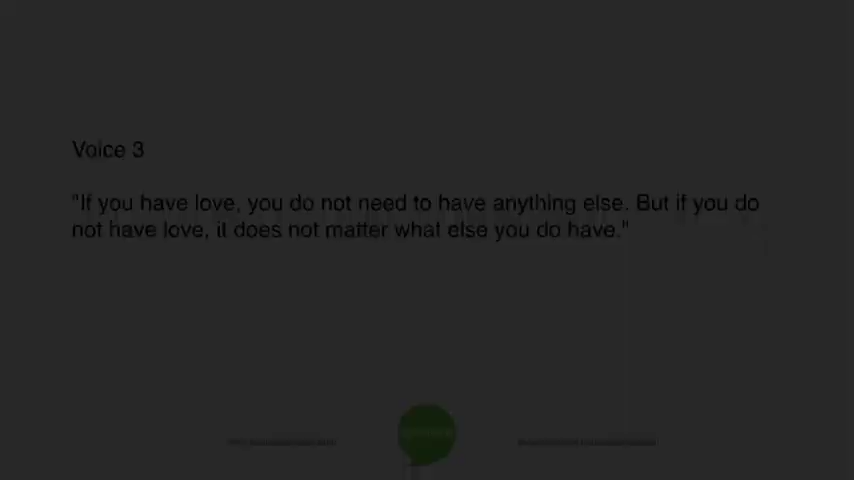 Voice 3
"If you have love, you do not need to have anything else. But if you do
not have love, it does not matter what else you do have."